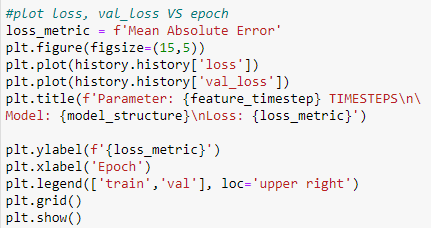 #plot loss, val_loss VS epoch
loss_metric = f'Mean Absolute Error'
plt.figure(figsize=(15,5))
plt.plot(history.history['loss'])
plt.plot(history.history['val_loss'])
plt.title(f'Parameter: {feature_timestep} TIMESTEPS\n\
Model: {model_structure}\nLoss: {loss_metric}')
plt.ylabel(f'{loss_metric}')
plt.xlabel('Epoch')
plt.legend(['train','val'], loc='upper right')
plt.grid()
plt.show()